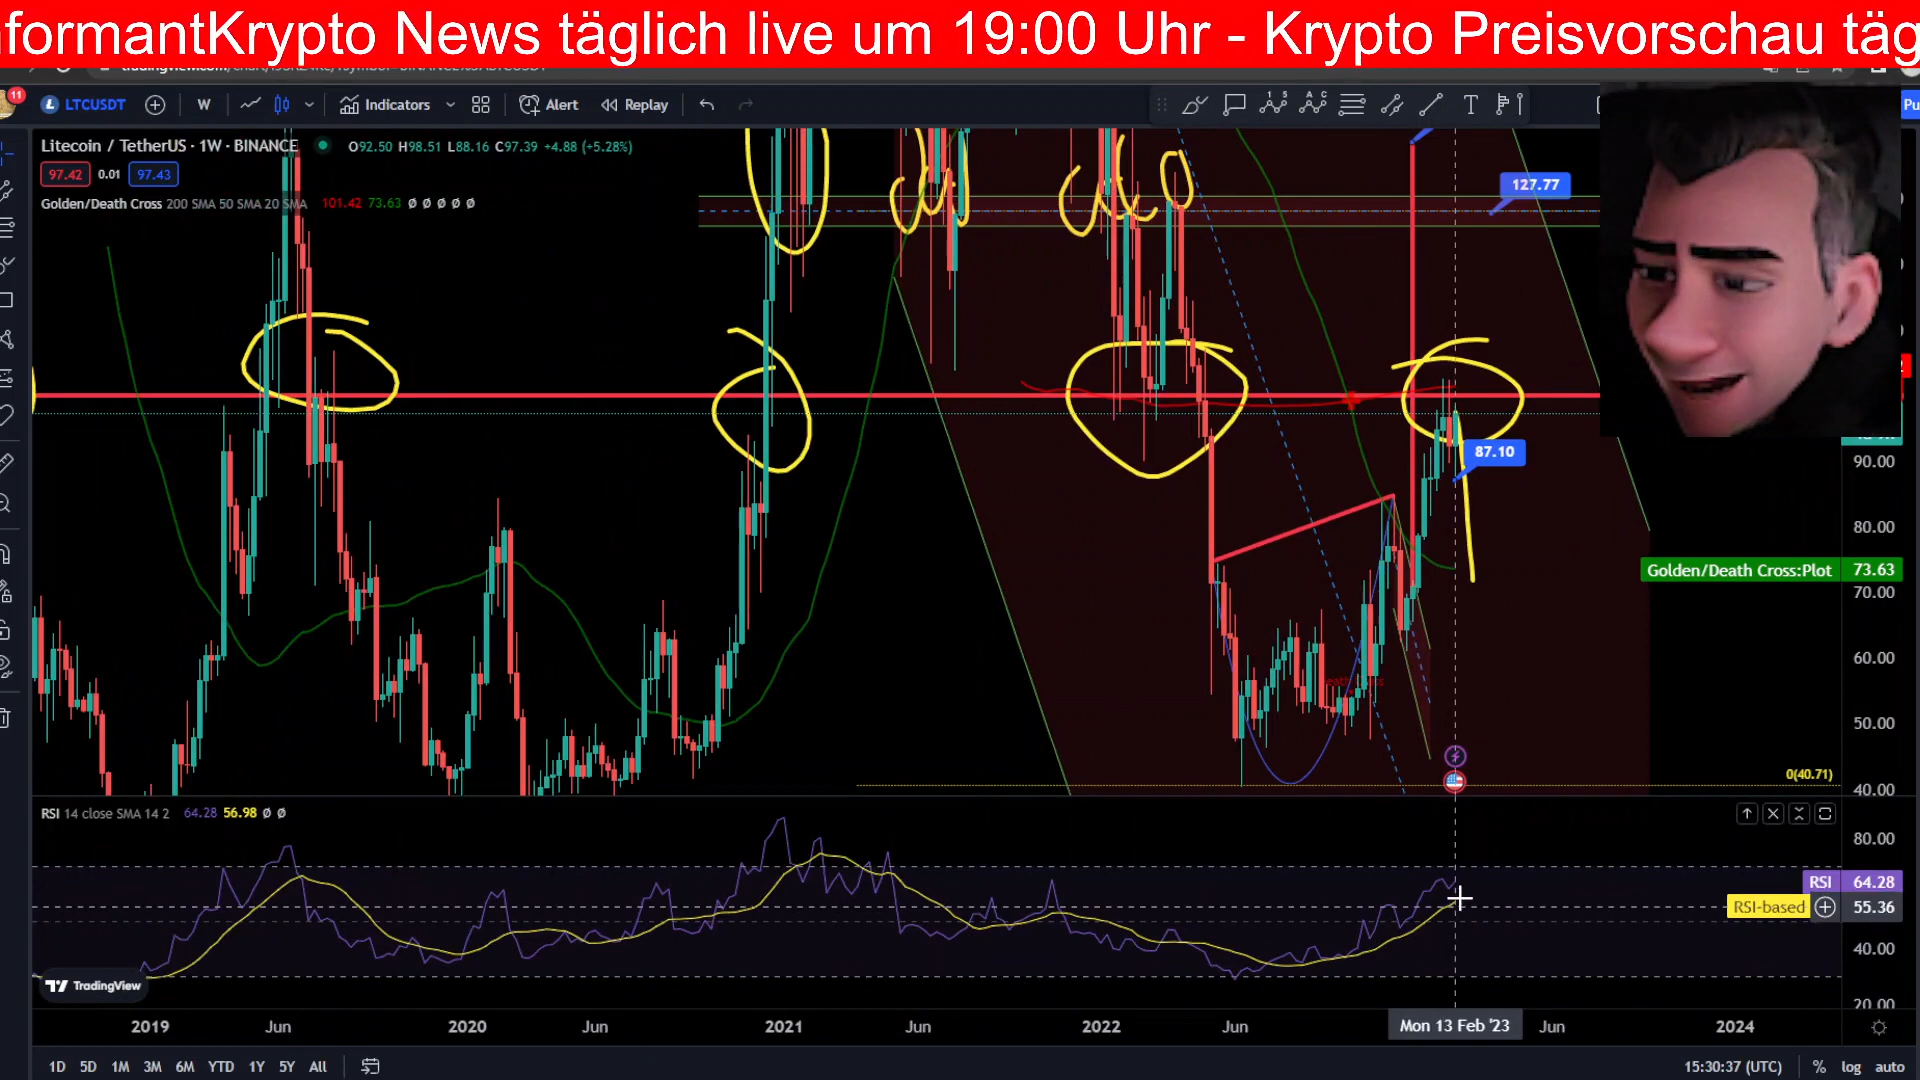 nformantKrypto News täglich live um 19:00 Uhr - Krypto Preisvorschau täg
11
LTCUSDT
W
Indicators
Alert
Replay
T
Pu
Litecoin / TetherUS · 1W · BINANCE
O92.50 H98.51 L88.16 C97.39 +4.88 (+5.28%)
97.42 0.01 97.43
Golden/Death Cross 200 SMA 50 SMA 20 SMA 101.42 73.63 Ø Ø Ø Ø Ø
127.77
87.10
90.00
80.00
Golden/Death Cross:Plot 73.63
70.00
60.00
50.00
0(40.71)
40.00
RSI 14 close SMA 14 2 64.28 56.98 Ø Ø
80.00
RSI 64.28
RSI-based 55.36
40.00
20.00
TradingView
2019 Jun 2020 Jun 2021 Jun 2022 Jun Mon 13 Feb '23 Jun 2024
1D 5D 1M 3M 6M YTD 1Y 5Y All
15:30:37 (UTC) % log auto